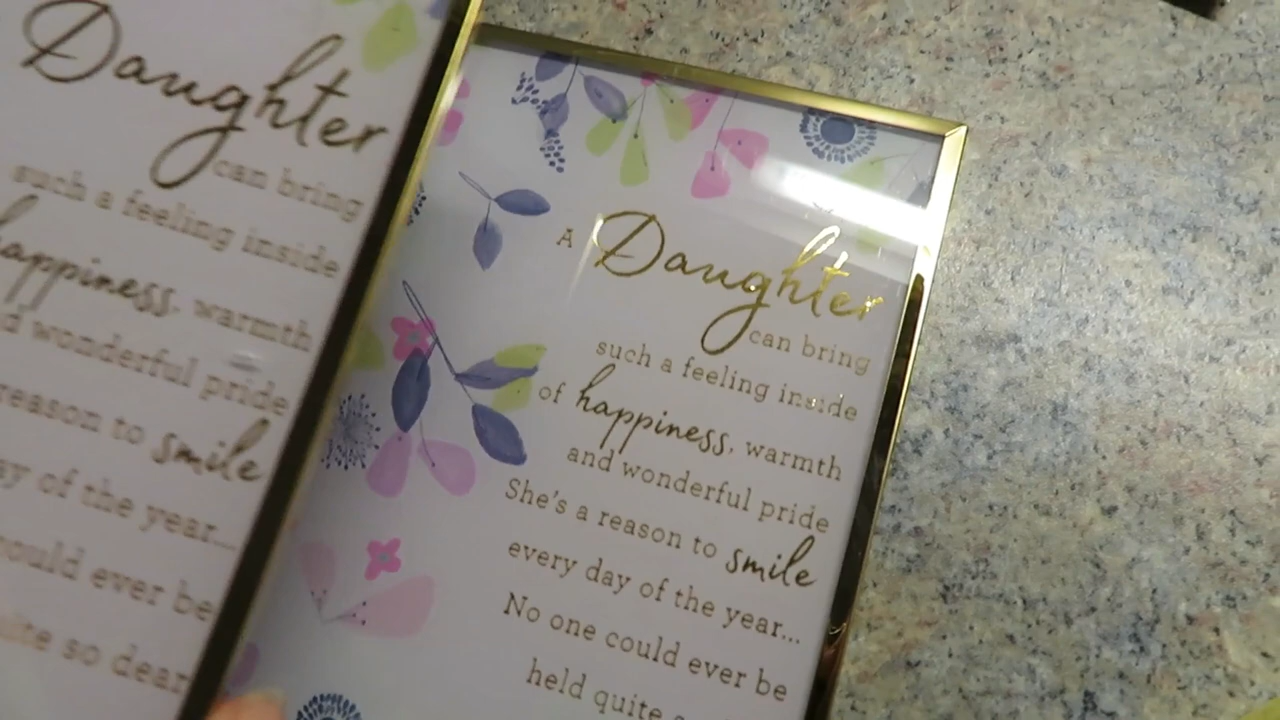 Daughter
can bring
such a feeling inside
happiness, warmth
wonderful pride
reason to smile
of the year...
could ever be
so dear
A Daughter
can bring
such a feeling inside
of happiness, warmth
and wonderful pride
She's a reason to smile
every day of the year...
No one could ever be
held quite